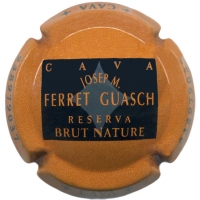 CAVA
JOSEP M.
FERRET GUASCH
RESERVA
BRUT NATURE